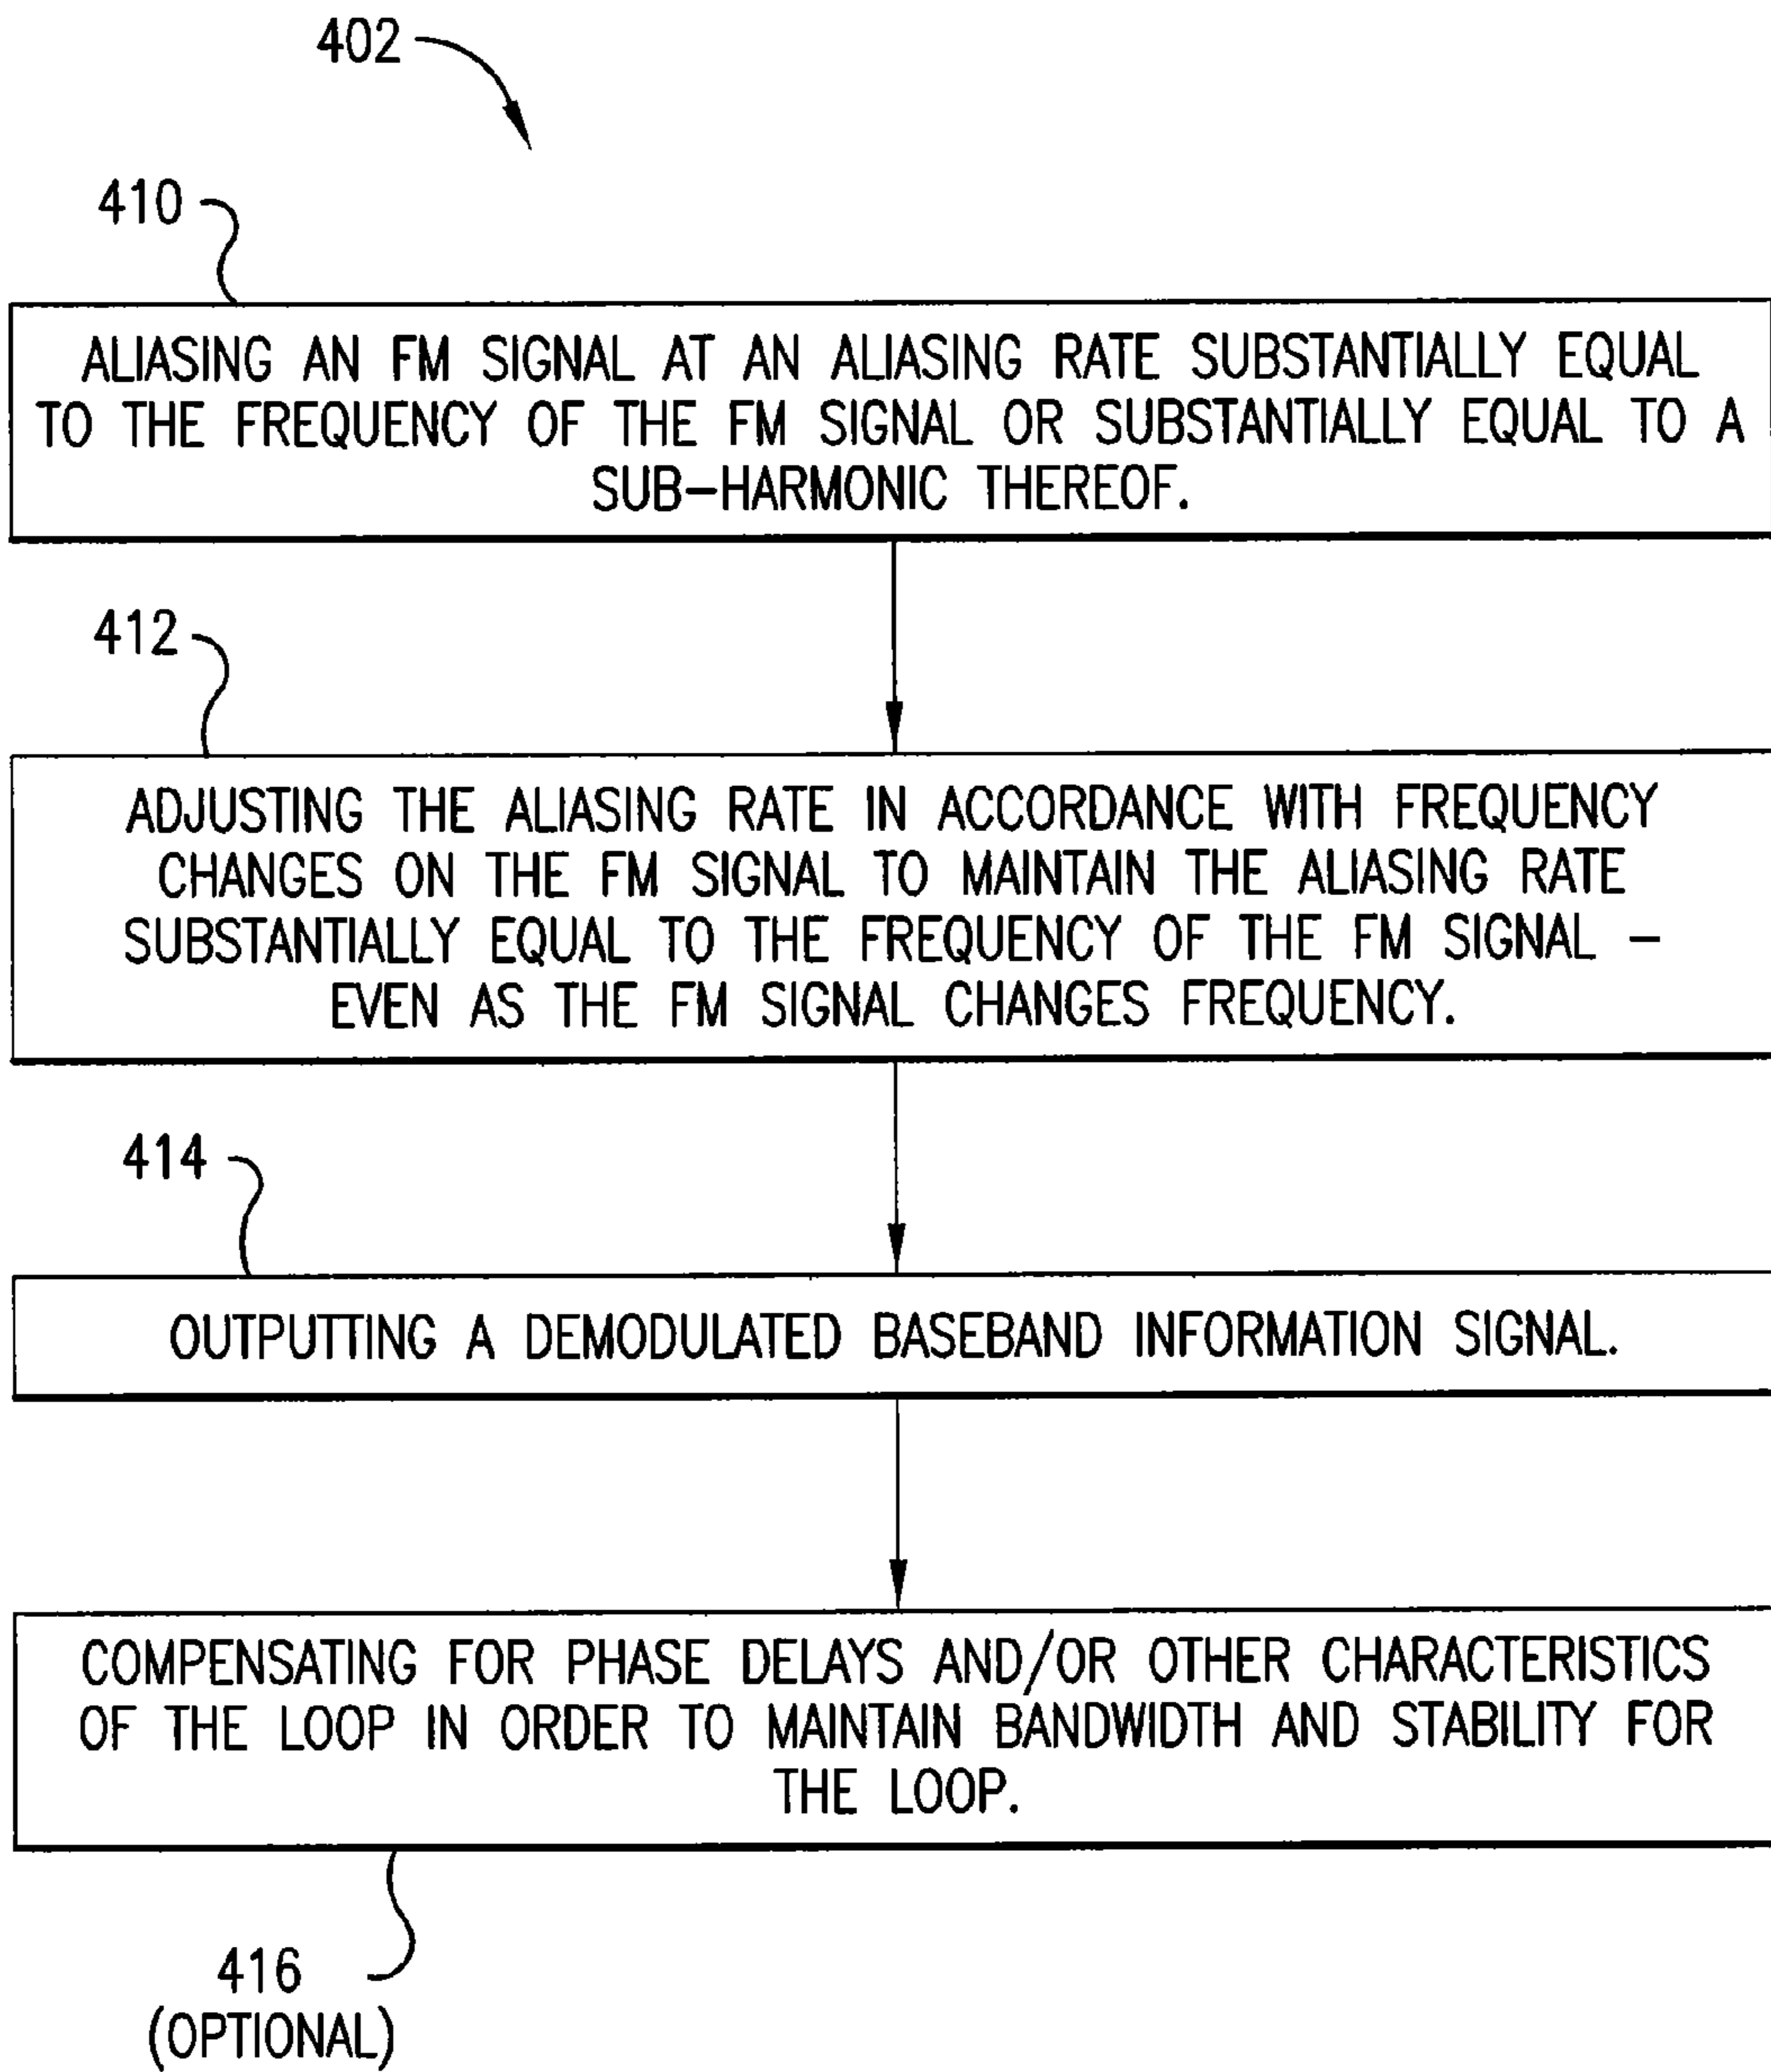 402
410
ALIASING AN FM SIGNAL AT AN ALIASING RATE SUBSTANTIALLY EQUAL
TO THE FREQUENCY OF THE FM SIGNAL OR SUBSTANTIALLY EQUAL TO A
SUB-HARMONIC THEREOF.
412
ADJUSTING THE ALIASING RATE IN ACCORDANCE WITH FREQUENCY
CHANGES ON THE FM SIGNAL TO MAINTAIN THE ALIASING RATE
SUBSTANTIALLY EQUAL TO THE FREQUENCY OF THE FM SIGNAL –
EVEN AS THE FM SIGNAL CHANGES FREQUENCY.
414
OUTPUTTING A DEMODULATED BASEBAND INFORMATION SIGNAL.
COMPENSATING FOR PHASE DELAYS AND/OR OTHER CHARACTERISTICS
OF THE LOOP IN ORDER TO MAINTAIN BANDWIDTH AND STABILITY FOR
THE LOOP.
416
(OPTIONAL)